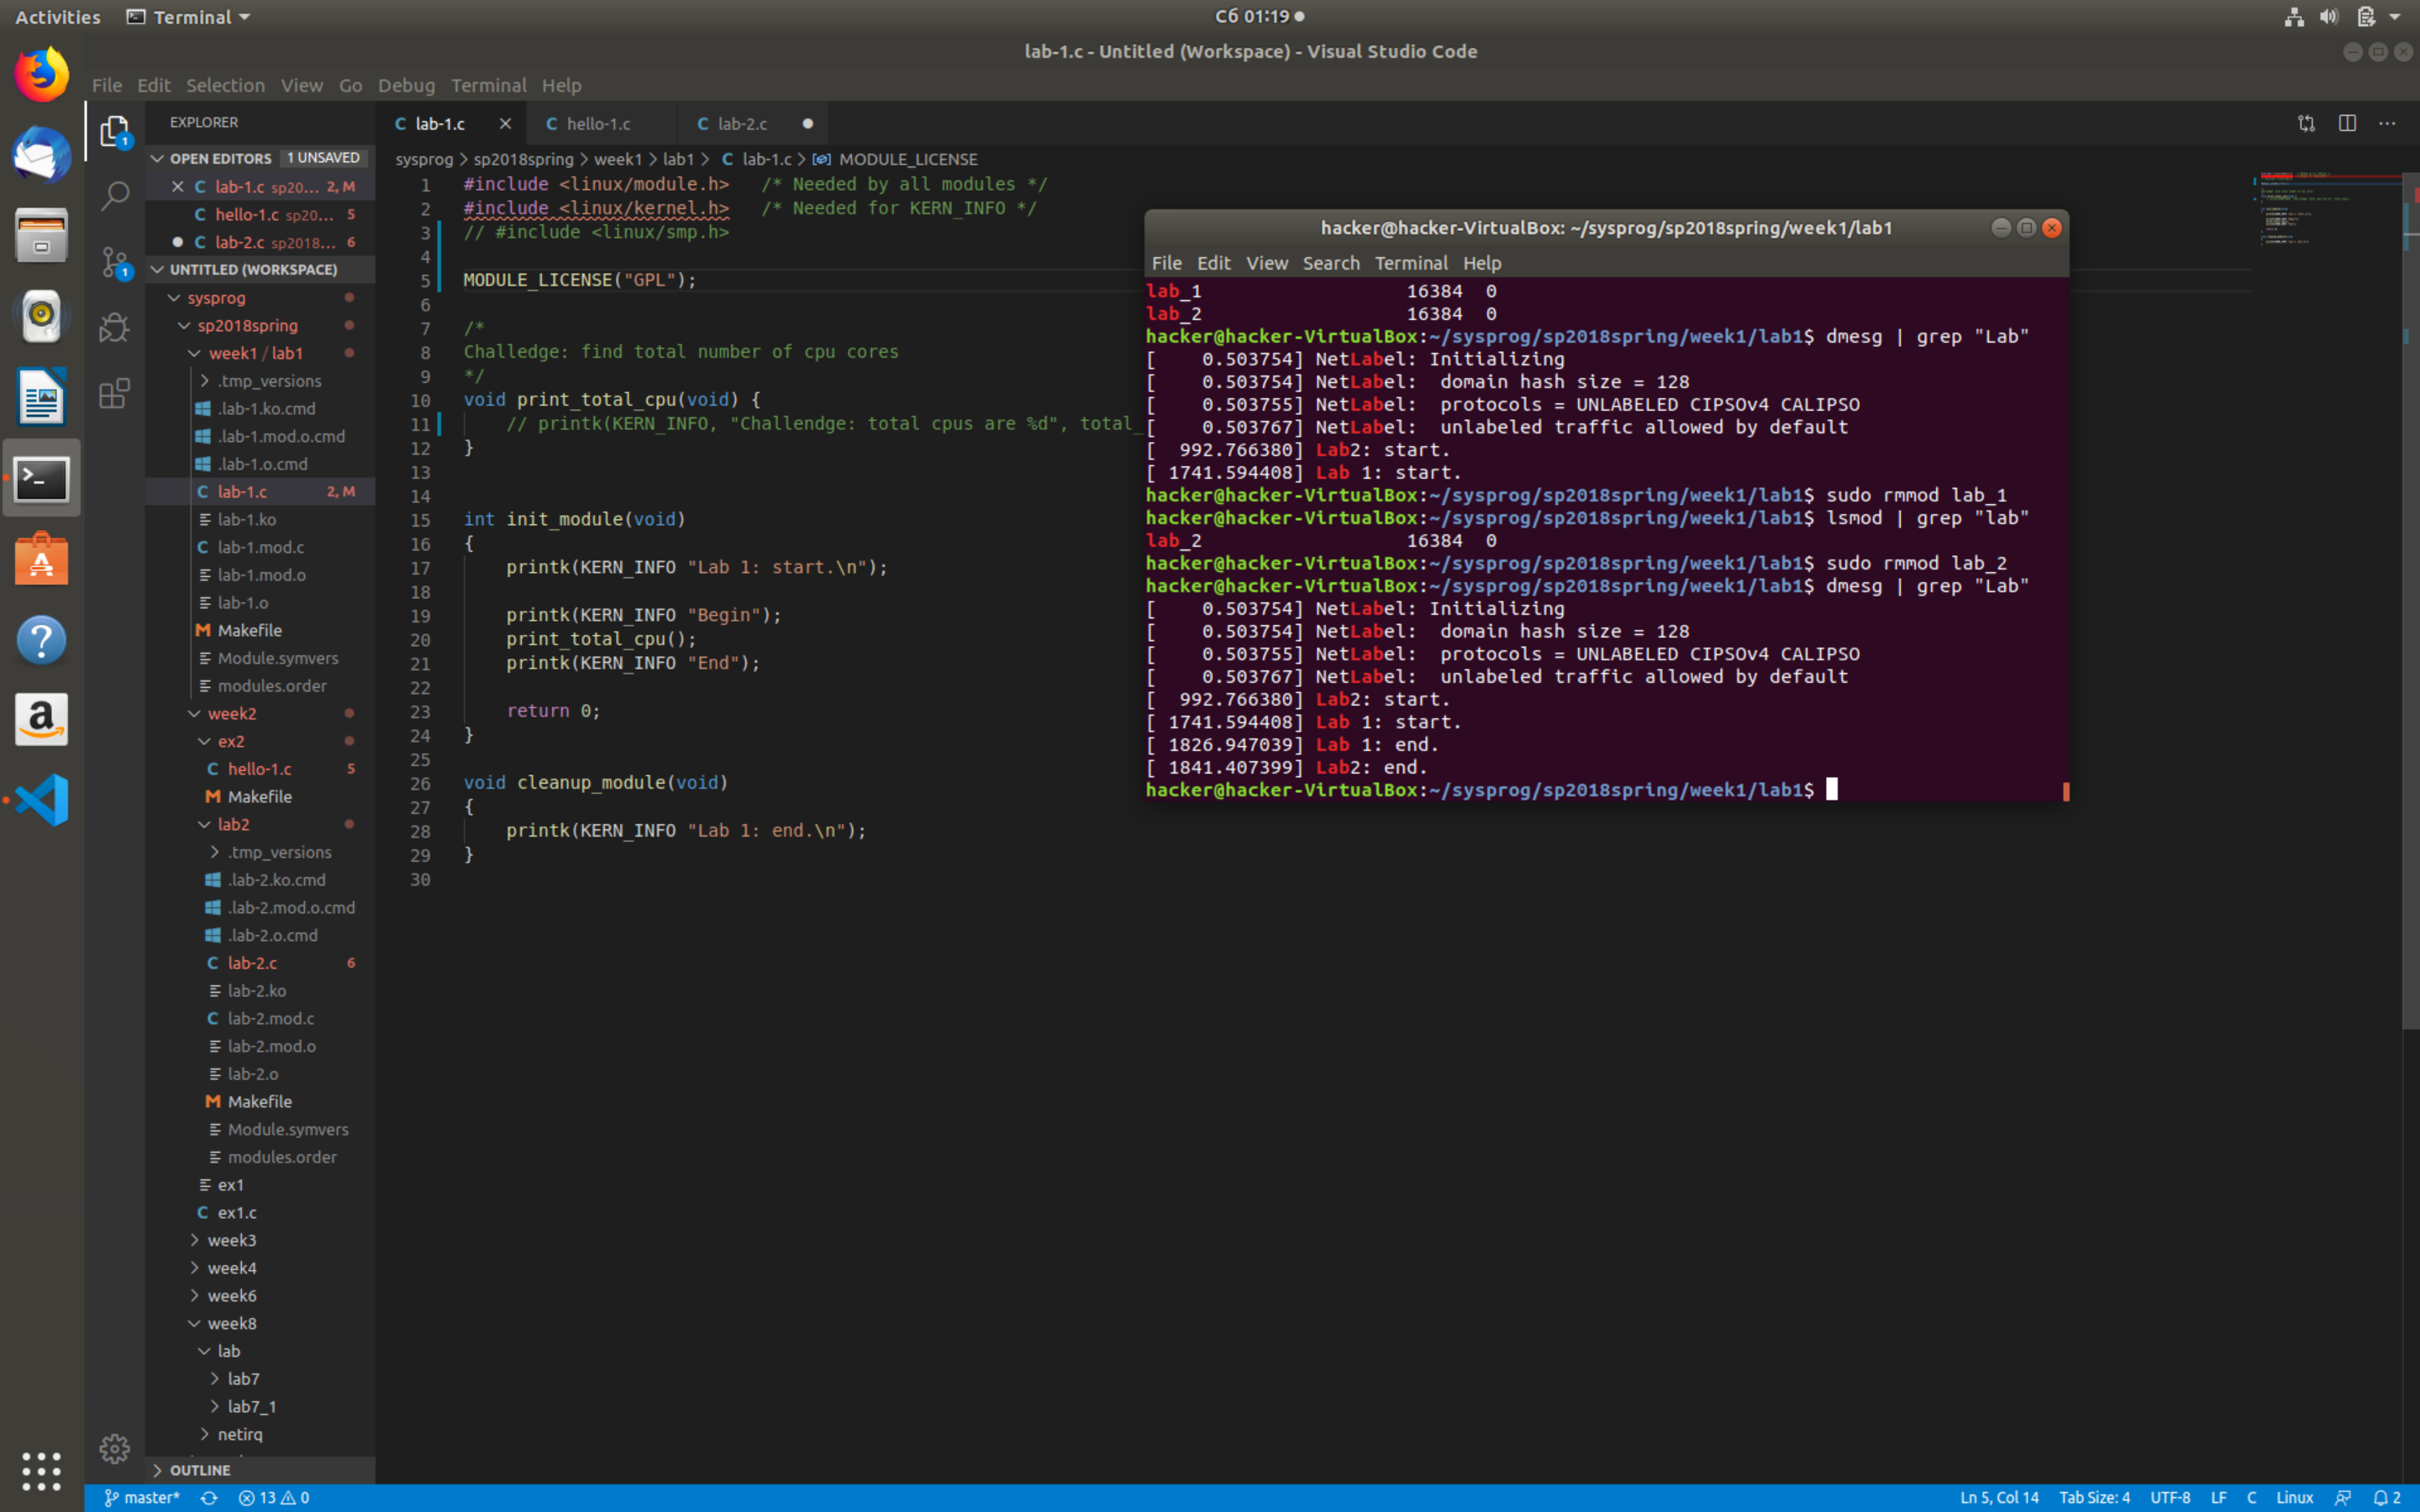 Activities Terminal Сб 01:19
lab-1.c - Untitled (Workspace) - Visual Studio Code
File Edit Selection View Go Debug Terminal Help
EXPLORER
OPEN EDITORS 1 UNSAVED
lab-1.c sp20... 2, M
hello-1.c sp20... 5
lab-2.c sp2018... 6
UNTITLED (WORKSPACE)
sysprog
sp2018spring
week1 / lab1
.tmp_versions
.lab-1.ko.cmd
.lab-1.mod.o.cmd
.lab-1.o.cmd
lab-1.c 2, M
lab-1.ko
lab-1.mod.c
lab-1.mod.o
lab-1.o
Makefile
Module.symvers
modules.order
week2
ex2
hello-1.c 5
Makefile
lab2
.tmp_versions
.lab-2.ko.cmd
.lab-2.mod.o.cmd
.lab-2.o.cmd
lab-2.c 6
lab-2.ko
lab-2.mod.c
lab-2.mod.o
lab-2.o
Makefile
Module.symvers
modules.order
ex1
ex1.c
week3
week4
week6
week8
lab
lab7
lab7_1
netirq
OUTLINE
lab-1.c hello-1.c lab-2.c
sysprog > sp2018spring > week1 > lab1 > C lab-1.c > MODULE_LICENSE
1 #include <linux/module.h> /* Needed by all modules */
2 #include <linux/kernel.h> /* Needed for KERN_INFO */
3 // #include <linux/smp.h>
4
5 MODULE_LICENSE("GPL");
6
7 /*
8 Challedge: find total number of cpu cores
9 */
10 void print_total_cpu(void) {
11 // printk(KERN_INFO, "Challendge: total cpus are %d", total_
12 }
13
14
15 int init_module(void)
16 {
17 printk(KERN_INFO "Lab 1: start.\n");
18
19 printk(KERN_INFO "Begin");
20 print_total_cpu();
21 printk(KERN_INFO "End");
22
23 return 0;
24 }
25
26 void cleanup_module(void)
27 {
28 printk(KERN_INFO "Lab 1: end.\n");
29 }
30
hacker@hacker-VirtualBox: ~/sysprog/sp2018spring/week1/lab1
File Edit View Search Terminal Help
lab_1 16384 0
lab_2 16384 0
hacker@hacker-VirtualBox:~/sysprog/sp2018spring/week1/lab1$ dmesg | grep "Lab"
[ 0.503754] NetLabel: Initializing
[ 0.503754] NetLabel: domain hash size = 128
[ 0.503755] NetLabel: protocols = UNLABELED CIPSOv4 CALIPSO
[ 0.503767] NetLabel: unlabeled traffic allowed by default
[ 992.766380] Lab2: start.
[ 1741.594408] Lab 1: start.
hacker@hacker-VirtualBox:~/sysprog/sp2018spring/week1/lab1$ sudo rmmod lab_1
hacker@hacker-VirtualBox:~/sysprog/sp2018spring/week1/lab1$ lsmod | grep "lab"
lab_2 16384 0
hacker@hacker-VirtualBox:~/sysprog/sp2018spring/week1/lab1$ sudo rmmod lab_2
hacker@hacker-VirtualBox:~/sysprog/sp2018spring/week1/lab1$ dmesg | grep "Lab"
[ 0.503754] NetLabel: Initializing
[ 0.503754] NetLabel: domain hash size = 128
[ 0.503755] NetLabel: protocols = UNLABELED CIPSOv4 CALIPSO
[ 0.503767] NetLabel: unlabeled traffic allowed by default
[ 992.766380] Lab2: start.
[ 1741.594408] Lab 1: start.
[ 1826.947039] Lab 1: end.
[ 1841.407399] Lab2: end.
hacker@hacker-VirtualBox:~/sysprog/sp2018spring/week1/lab1$
master* 13 0 Ln 5, Col 14 Tab Size: 4 UTF-8 LF C Linux 2